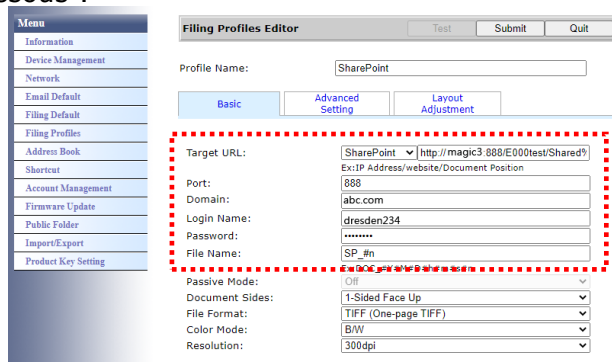 Menu
Information
Device Management
Network
Email Default
Filing Default
Filing Profiles
Address Book
Shortcut
Account Management
Firmware Update
Public Folder
Import/Export
Product Key Setting
Filing Profiles Editor Test Submit Quit
Profile Name: SharePoint
Basic Advanced Setting Layout Adjustment
Target URL: SharePoint http://magic3:888/E000test/Shared%
Ex:IP Address/website/Document Position
Port: 888
Domain: abc.com
Login Name: dresden234
Password: ••••••••
File Name: SP_#n
Passive Mode: Off
Document Sides: 1-Sided Face Up
File Format: TIFF (One-page TIFF)
Color Mode: B/W
Resolution: 300dpi